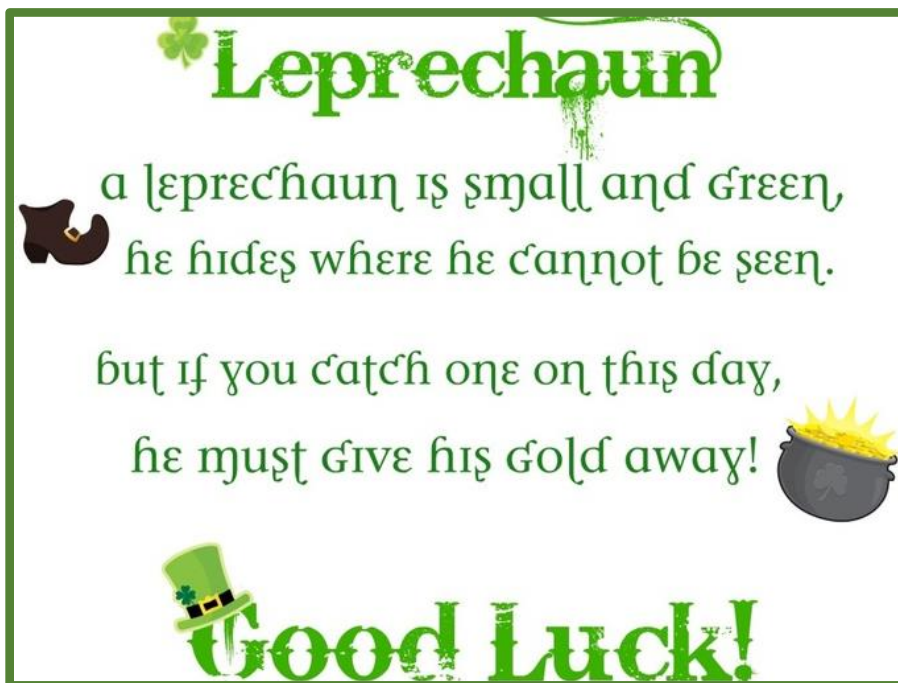 Leprechaun
a leprechaun is small and green,
he hides where he cannot be seen.
but if you catch one on this day,
he must give his gold away!
Good Luck!